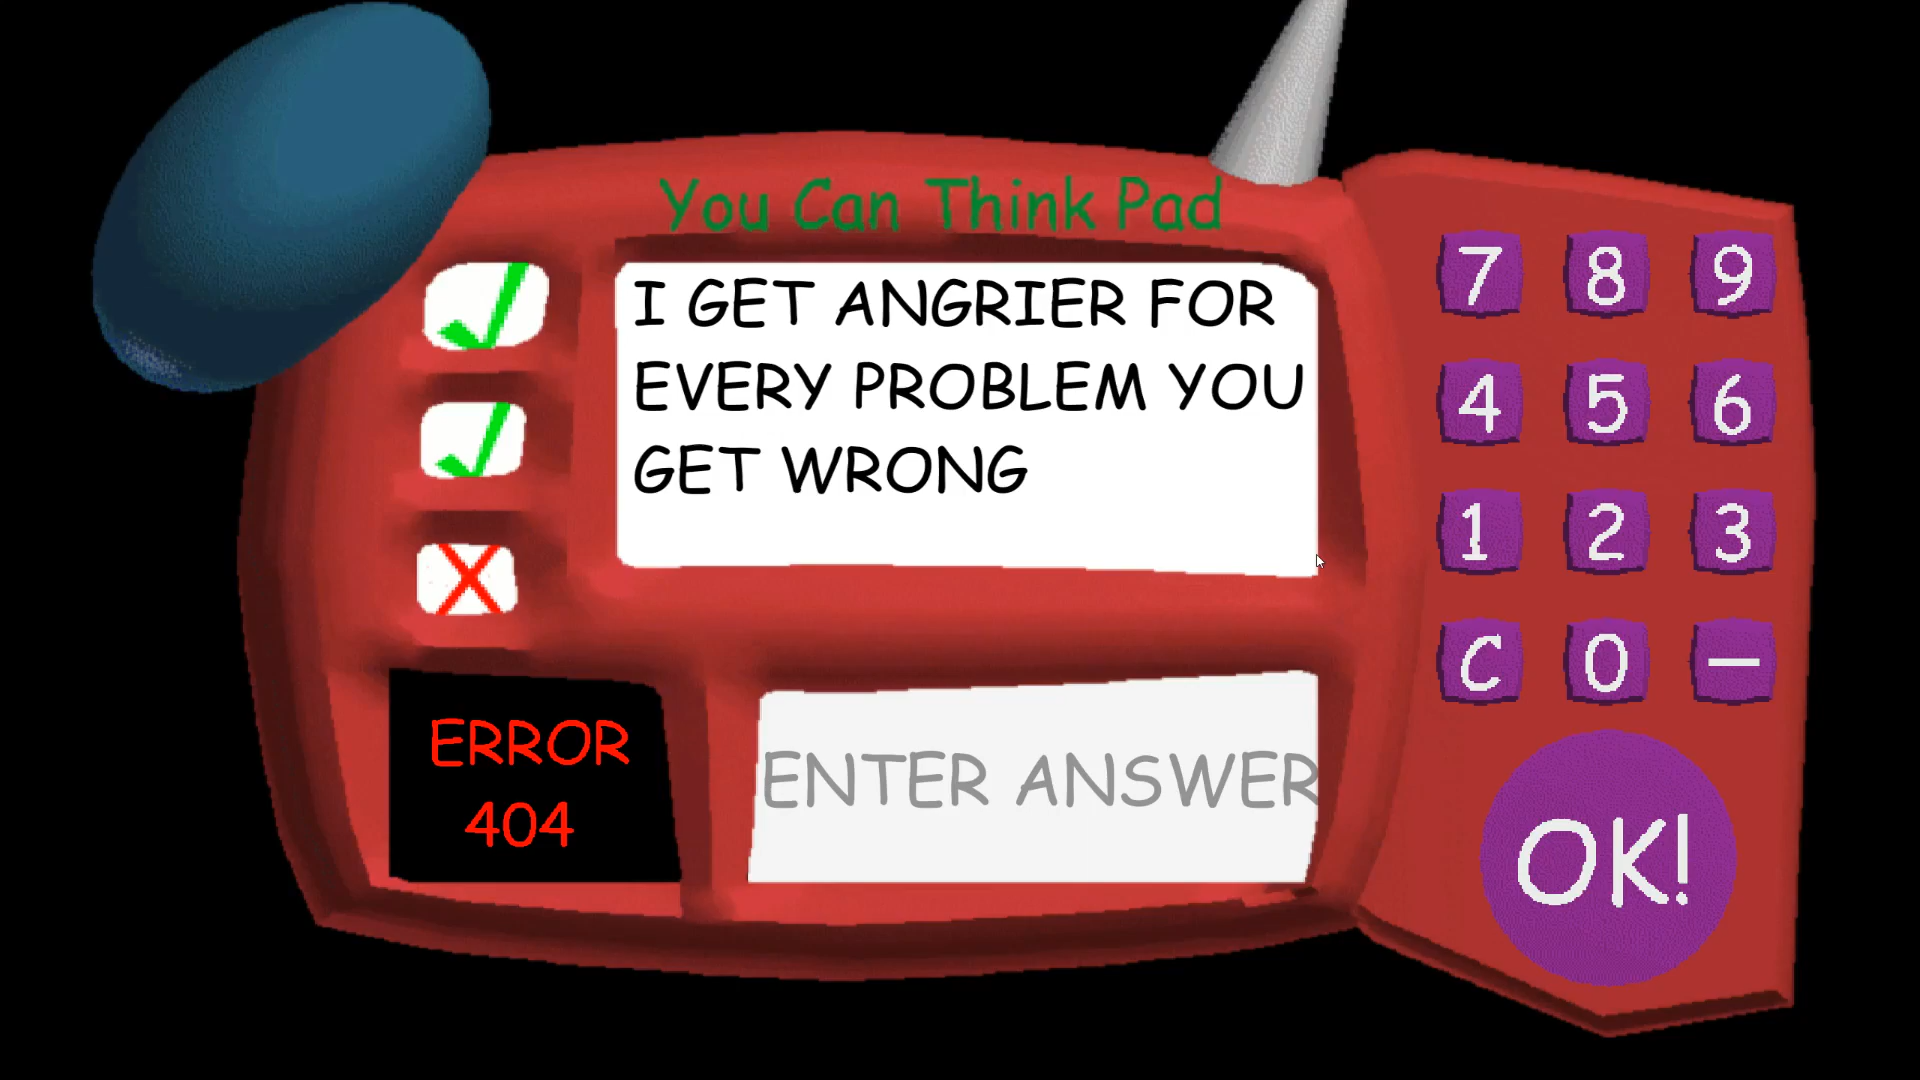 You Can Think Pad
I GET ANGRIER FOR
EVERY PROBLEM YOU
GET WRONG
7 8 9
4 5 6
1 2 3
C 0 —
ERROR
404
ENTER ANSWER
OK!